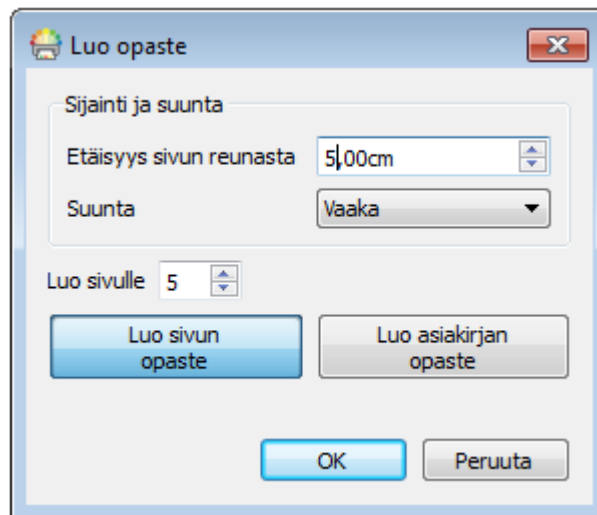 Luo opaste
Sijainti ja suunta
Etäisyys sivun reunasta 5,00cm
Suunta Vaaka
Luo sivulle 5
Luo sivun
opaste
Luo asiakirjan
opaste
OK Peruuta